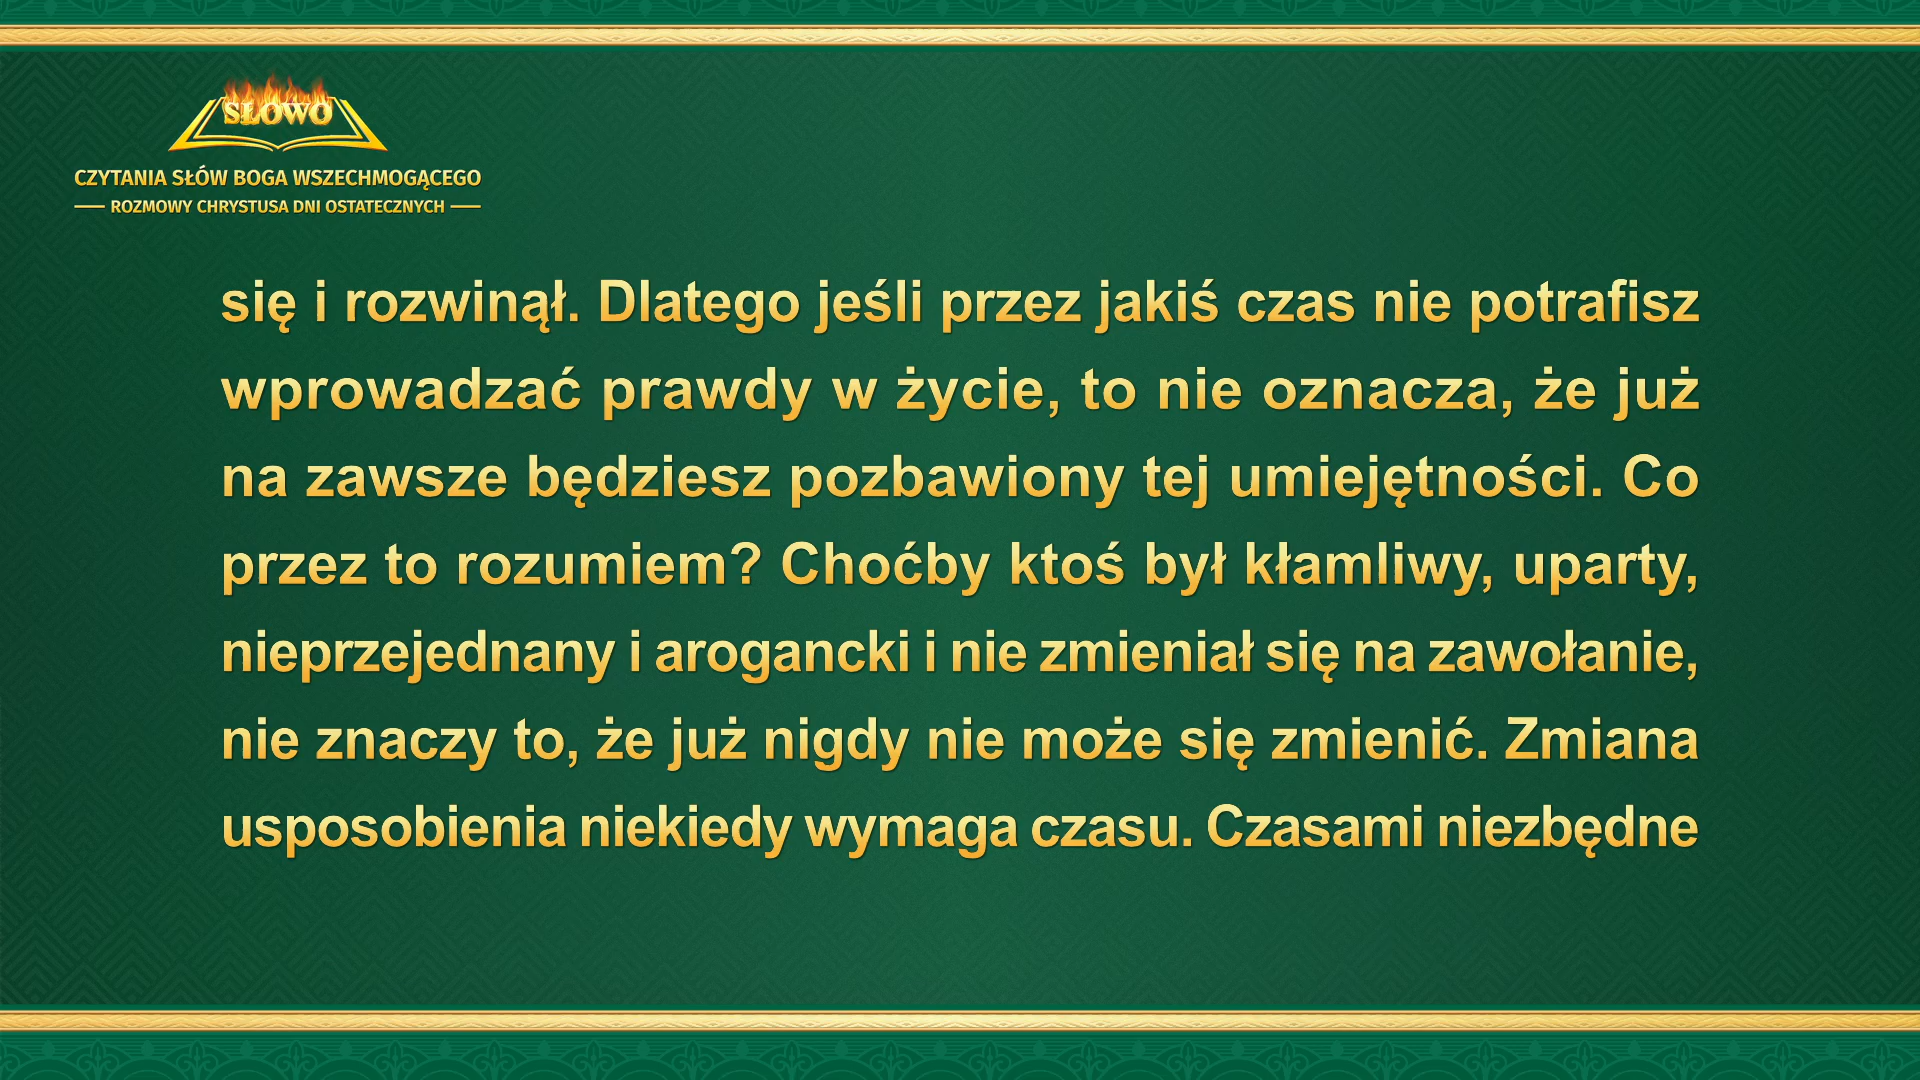 SŁOWO
CZYTANIA SŁÓW BOGA WSZECHMOGĄCEGO
ROZMOWY CHRYSTUSA DNI OSTATECZNYCH
się i rozwinął. Dlatego jeśli przez jakiś czas nie potrafisz
wprowadzać prawdy w życie, to nie oznacza, że już
na zawsze będziesz pozbawiony tej umiejętności. Co
przez to rozumiem? Choćby ktoś był kłamliwy, uparty,
nieprzejednany i arogancki i nie zmieniał się na zawołanie,
nie znaczy to, że już nigdy nie może się zmienić. Zmiana
usposobienia niekiedy wymaga czasu. Czasami niezbędne